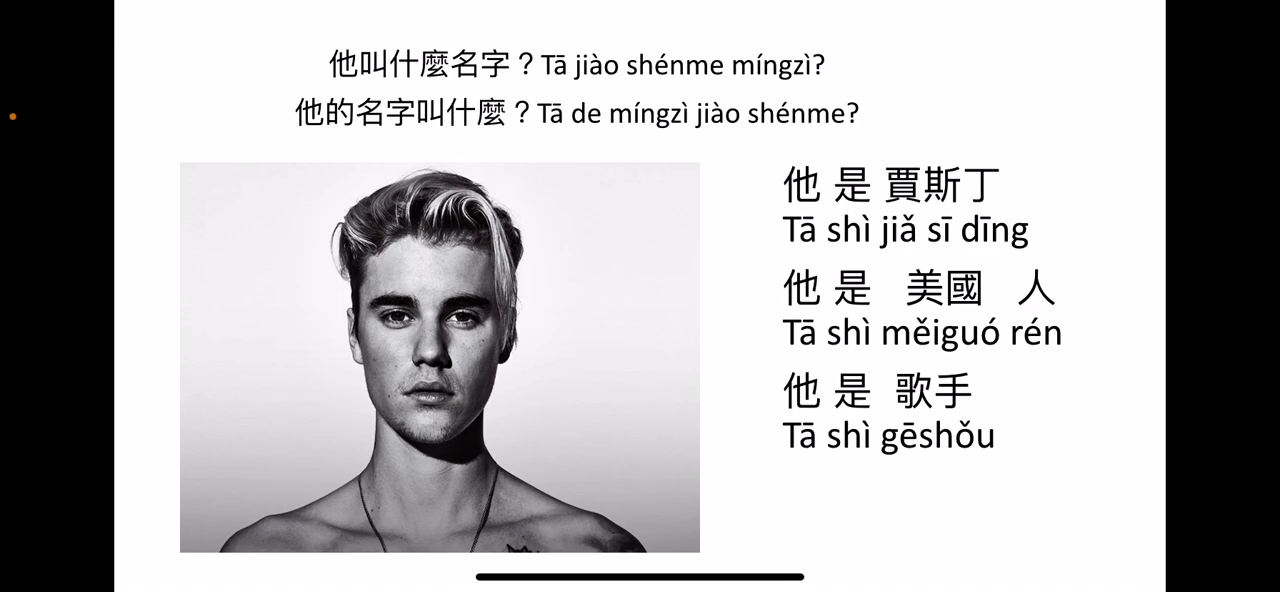 他叫什麼名字？Tā jiào shénme míngzì?
他的名字叫什麼？Tā de míngzì jiào shénme?
他 是 賈斯丁
Tā shì jiǎ sī dīng
他 是 美國 人
Tā shì měiguó rén
他 是 歌手
Tā shì gēshǒu